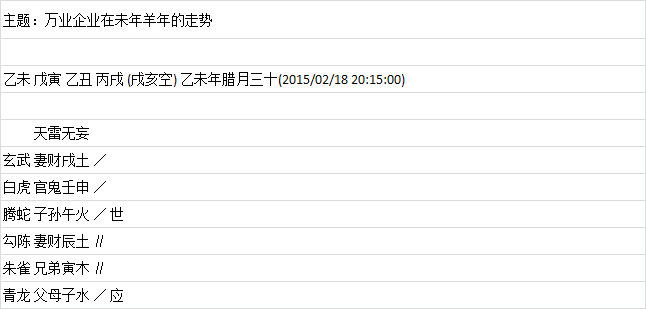 主题：万业企业在未年羊年的走势
乙未 戊寅 乙丑 丙戌 (戌亥空) 乙未年腊月三十(2015/02/18 20:15:00)
天雷无妄
玄武 妻财戌土 ／
白虎 官鬼壬申 ／
腾蛇 子孙午火 ／ 世
勾陈 妻财辰土 〃
朱雀 兄弟寅木 〃
青龙 父母子水 ／ 应